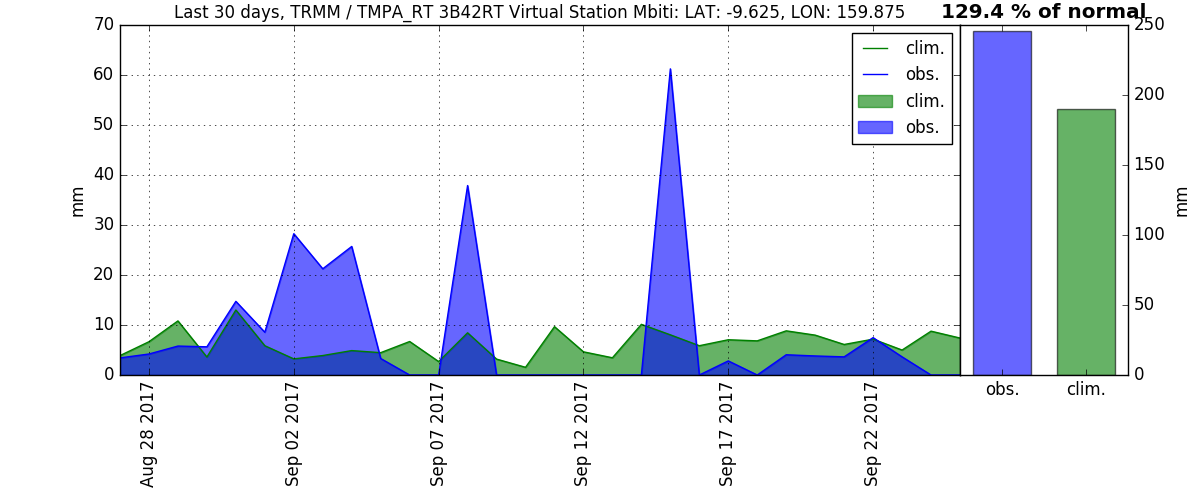 Last 30 days, TRMM / TMPA_RT 3B42RT Virtual Station Mbiti: LAT: -9.625, LON: 159.875
129.4 % of normal
70
60
50
40
30
20
10
0
mm
clim.
obs.
clim.
obs.
Aug 28 2017
Sep 02 2017
Sep 07 2017
Sep 12 2017
Sep 17 2017
Sep 22 2017
250
200
150
100
50
0
mm
obs.
clim.